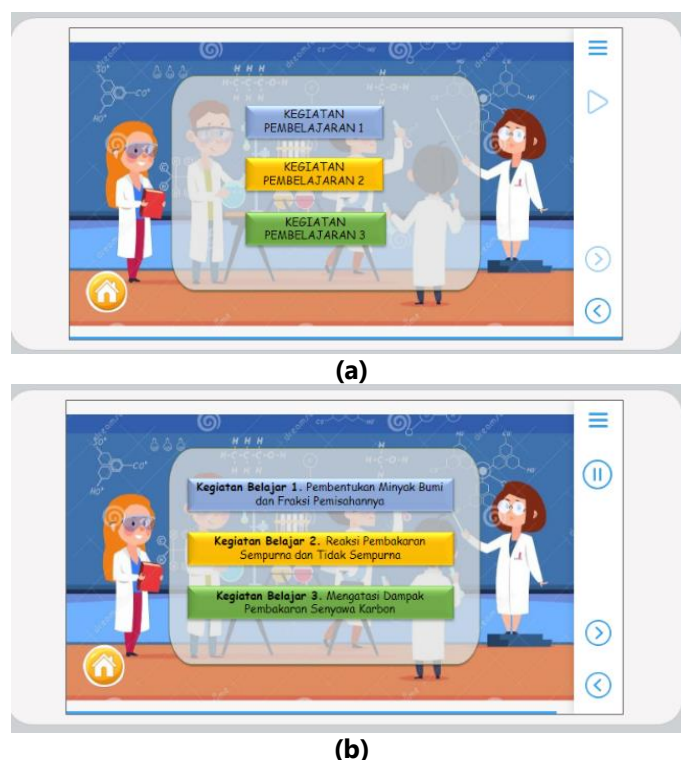 KEGIATAN
PEMBELAJARAN 1
KEGIATAN
PEMBELAJARAN 2
KEGIATAN
PEMBELAJARAN 3
(a)
Kegiatan Belajar 1. Pembentukan Minyak Bumi
dan Fraksi Pemisahannya
Kegiatan Belajar 2. Reaksi Pembakaran
Sempurna dan Tidak Sempurna
Kegiatan Belajar 3. Mengatasi Dampak
Pembakaran Senyawa Karbon
(b)